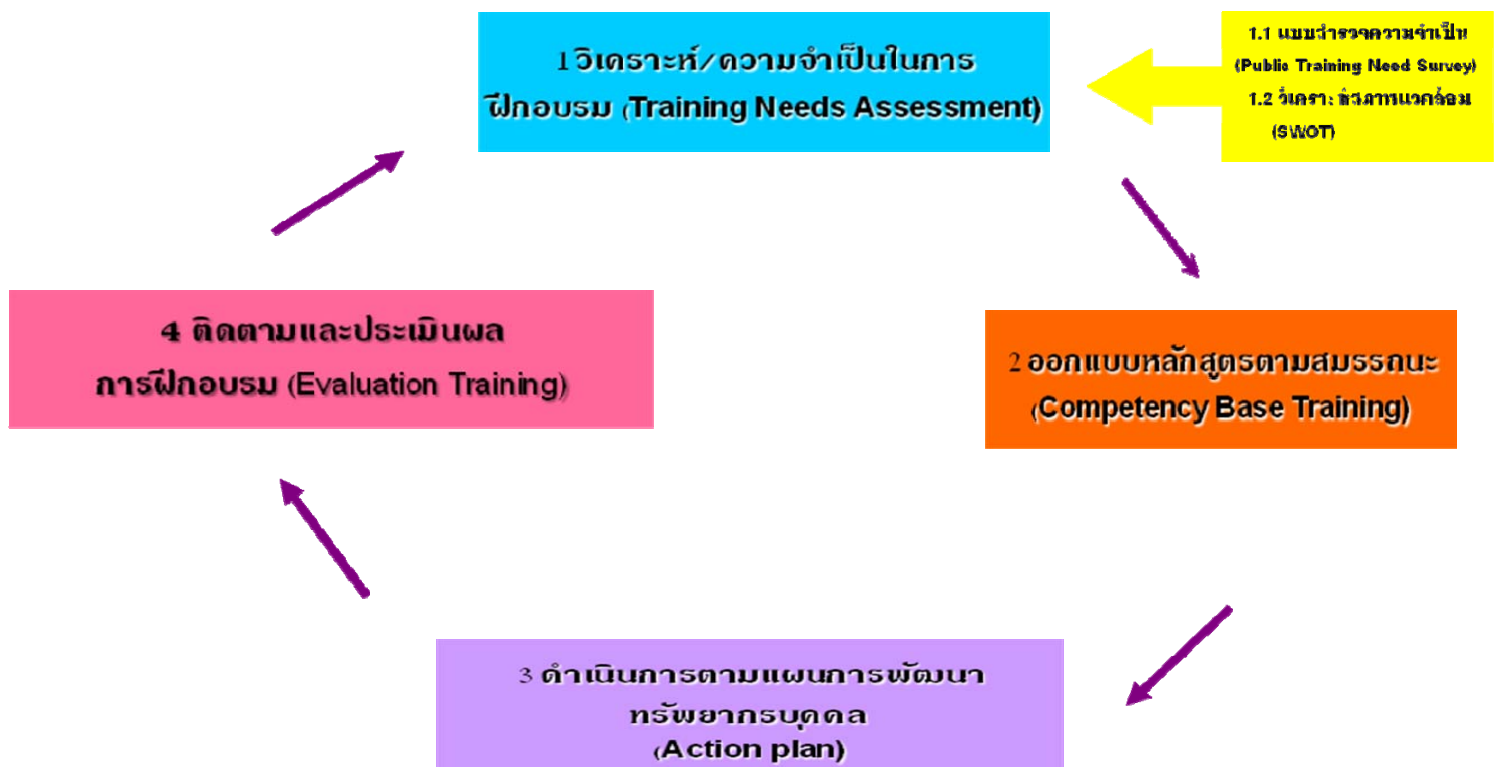 1 วิเคราะห์/ความจำเป็นในการ
ฝึกอบรม (Training Needs Assessment)
1.1 แบบสำรวจความจำเป็น
(Public Training Need Survey)
1.2 วิเคราะห์สภาพแวดล้อม
(SWOT)
2 ออกแบบหลักสูตรตามสมรรถนะ
(Competency Base Training)
3 ดำเนินการตามแผนการพัฒนา
ทรัพยากรบุคคล
(Action plan)
4 ติดตามและประเมินผล
การฝึกอบรม (Evaluation Training)